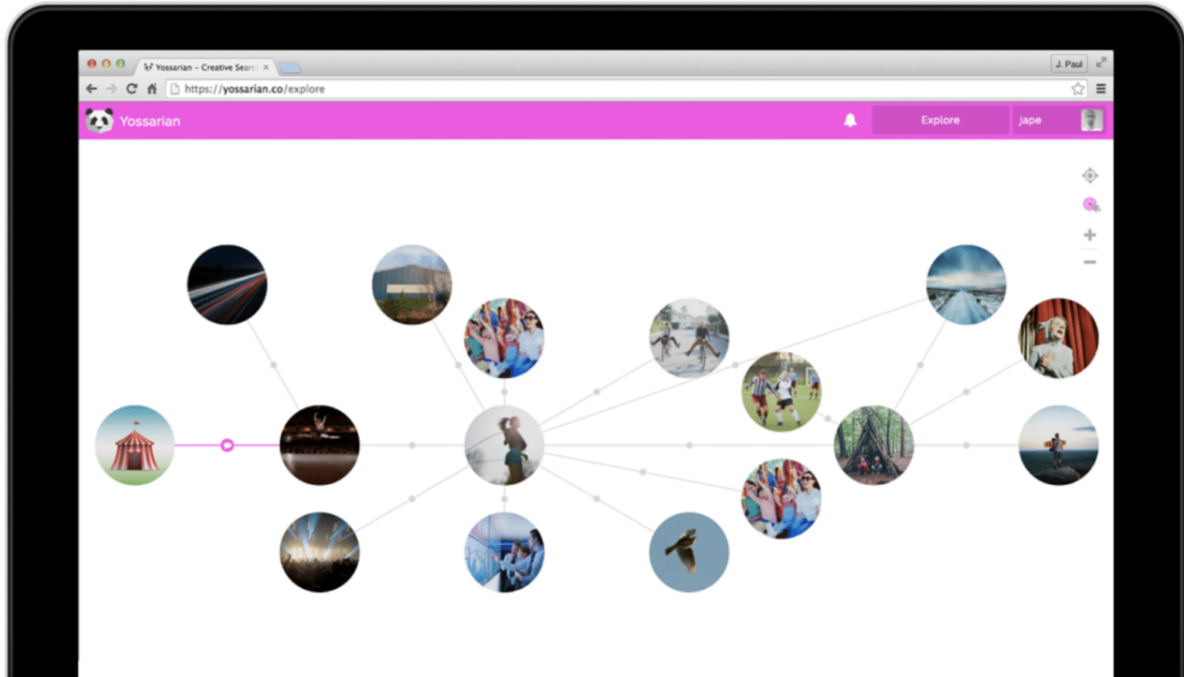 Yossarian - Creative Searc
J. Paul
https://yossarian.co/explore
Yossarian
Explore
jape